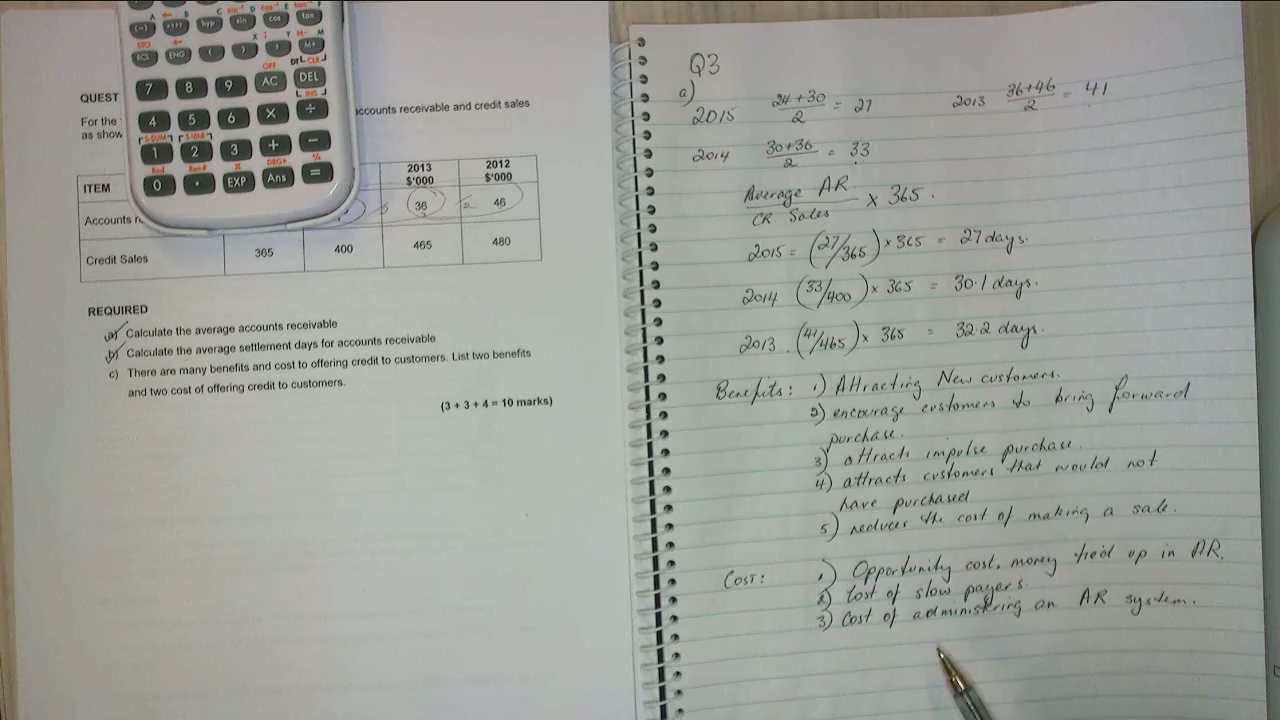 QUEST
accounts receivable and credit sales
For the
as show
ITEM 2013 $'000 2012 $'000
Accounts r 36 46
Credit Sales 365 400 465 480
REQUIRED
(a) Calculate the average accounts receivable
(b) Calculate the average settlement days for accounts receivable
c) There are many benefits and cost to offering credit to customers. List two benefits
and two cost of offering credit to customers.
(3 + 3 + 4 = 10 marks)
RCL ENG ( ) , M+
7 8 9 AC DEL
4 5 6 X ÷
1 2 3 + −
0 . EXP Ans =
Q3
a)
2015 24+30/2 = 27 2013 36+46/2 = 41
2014 30+36/2 = 33
Average AR / CR Sales x 365.
2015 = (27/365) x 365 = 27 days.
2014 (33/400) x 365 = 30.1 days.
2013. (41/465) x 365 = 32.2 days.
Benefits: 1) Attracting New customers.
2) encourage customers to bring forward
purchase.
3) attracts impulse purchase.
4) attracts customers that would not
have purchased
5) reduces the cost of making a sale.
Cost: 1) Opportunity cost, money tied up in AR.
2) Cost of slow payers.
3) Cost of administering an AR system.